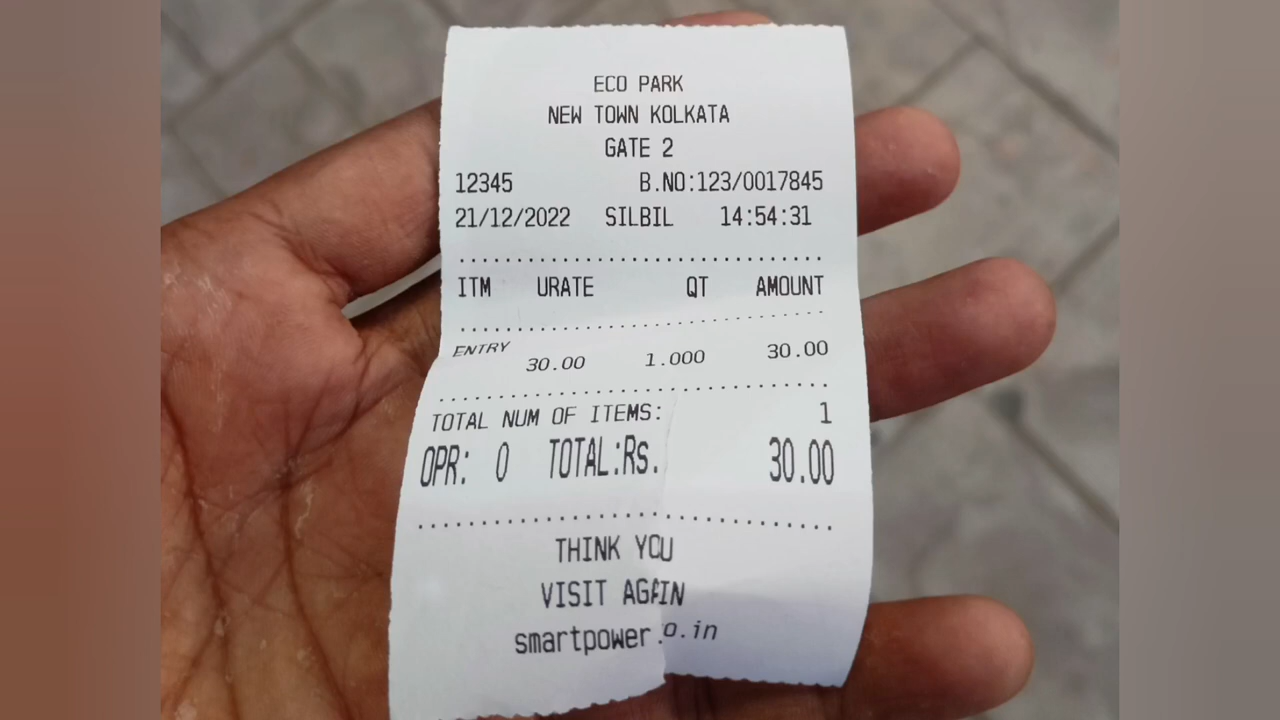 ECO PARK
NEW TOWN KOLKATA
GATE 2
12345 B.NO:123/0017845
21/12/2022 SILBIL 14:54:31
ITM URATE QT AMOUNT
ENTRY 30.00 1.000 30.00
TOTAL NUM OF ITEMS: 1
OPR: 0 TOTAL:Rs. 30.00
THINK YOU
VISIT AGAIN
smartpower